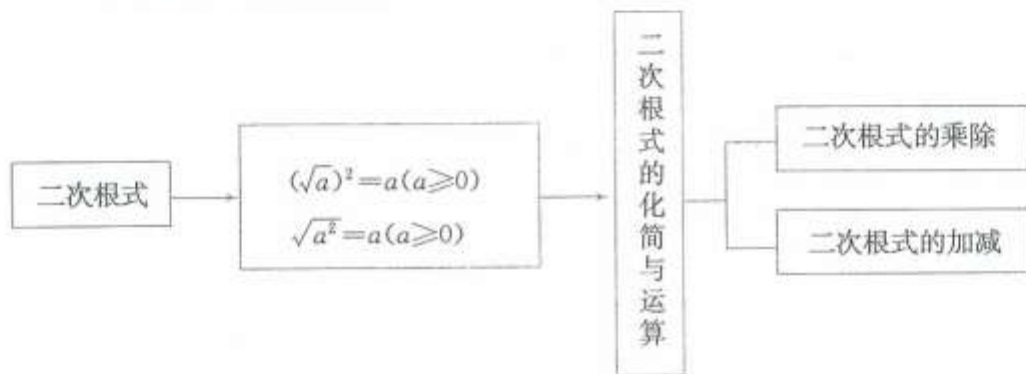 二次根式
(√a)²=a(a≥0)
√a²=a(a≥0)
二次根式的化简与运算
二次根式的乘除
二次根式的加减